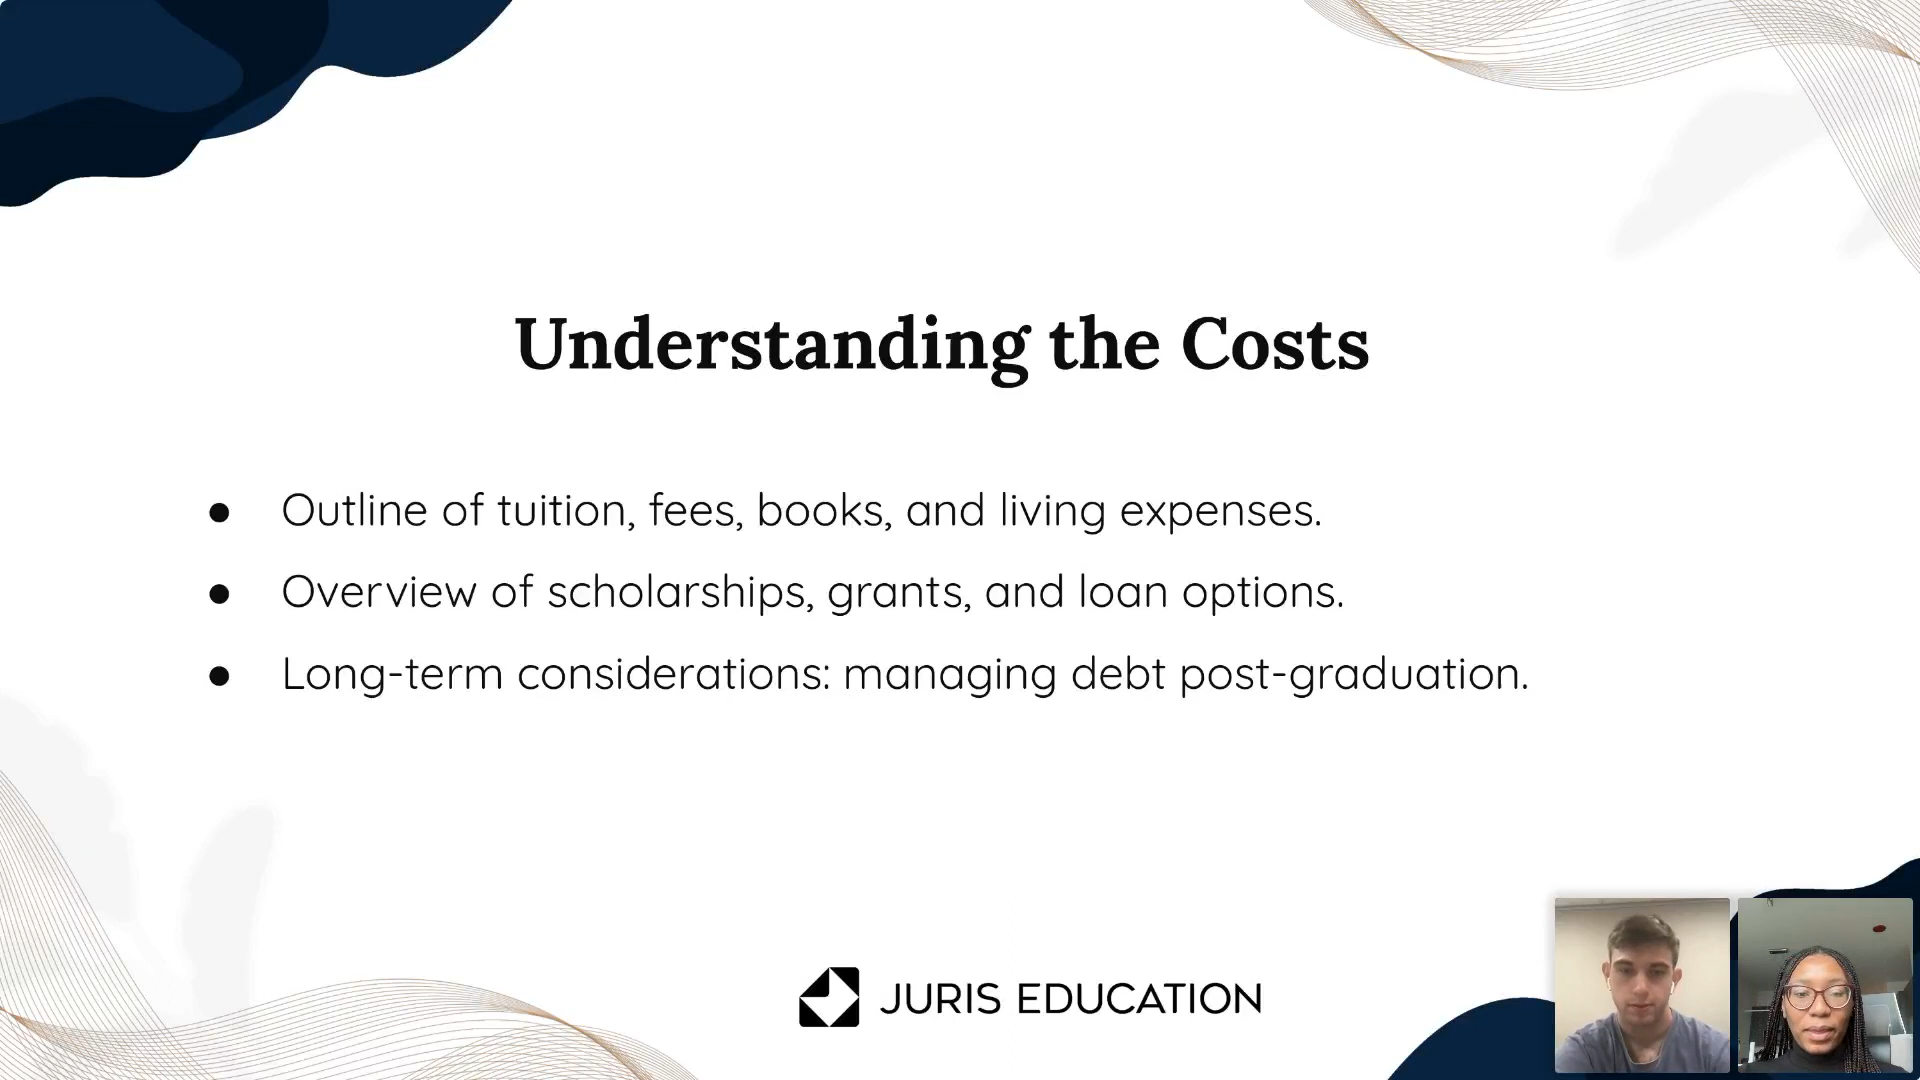 Understanding the Costs
● Outline of tuition, fees, books, and living expenses.
● Overview of scholarships, grants, and loan options.
● Long-term considerations: managing debt post-graduation.
JURIS EDUCATION